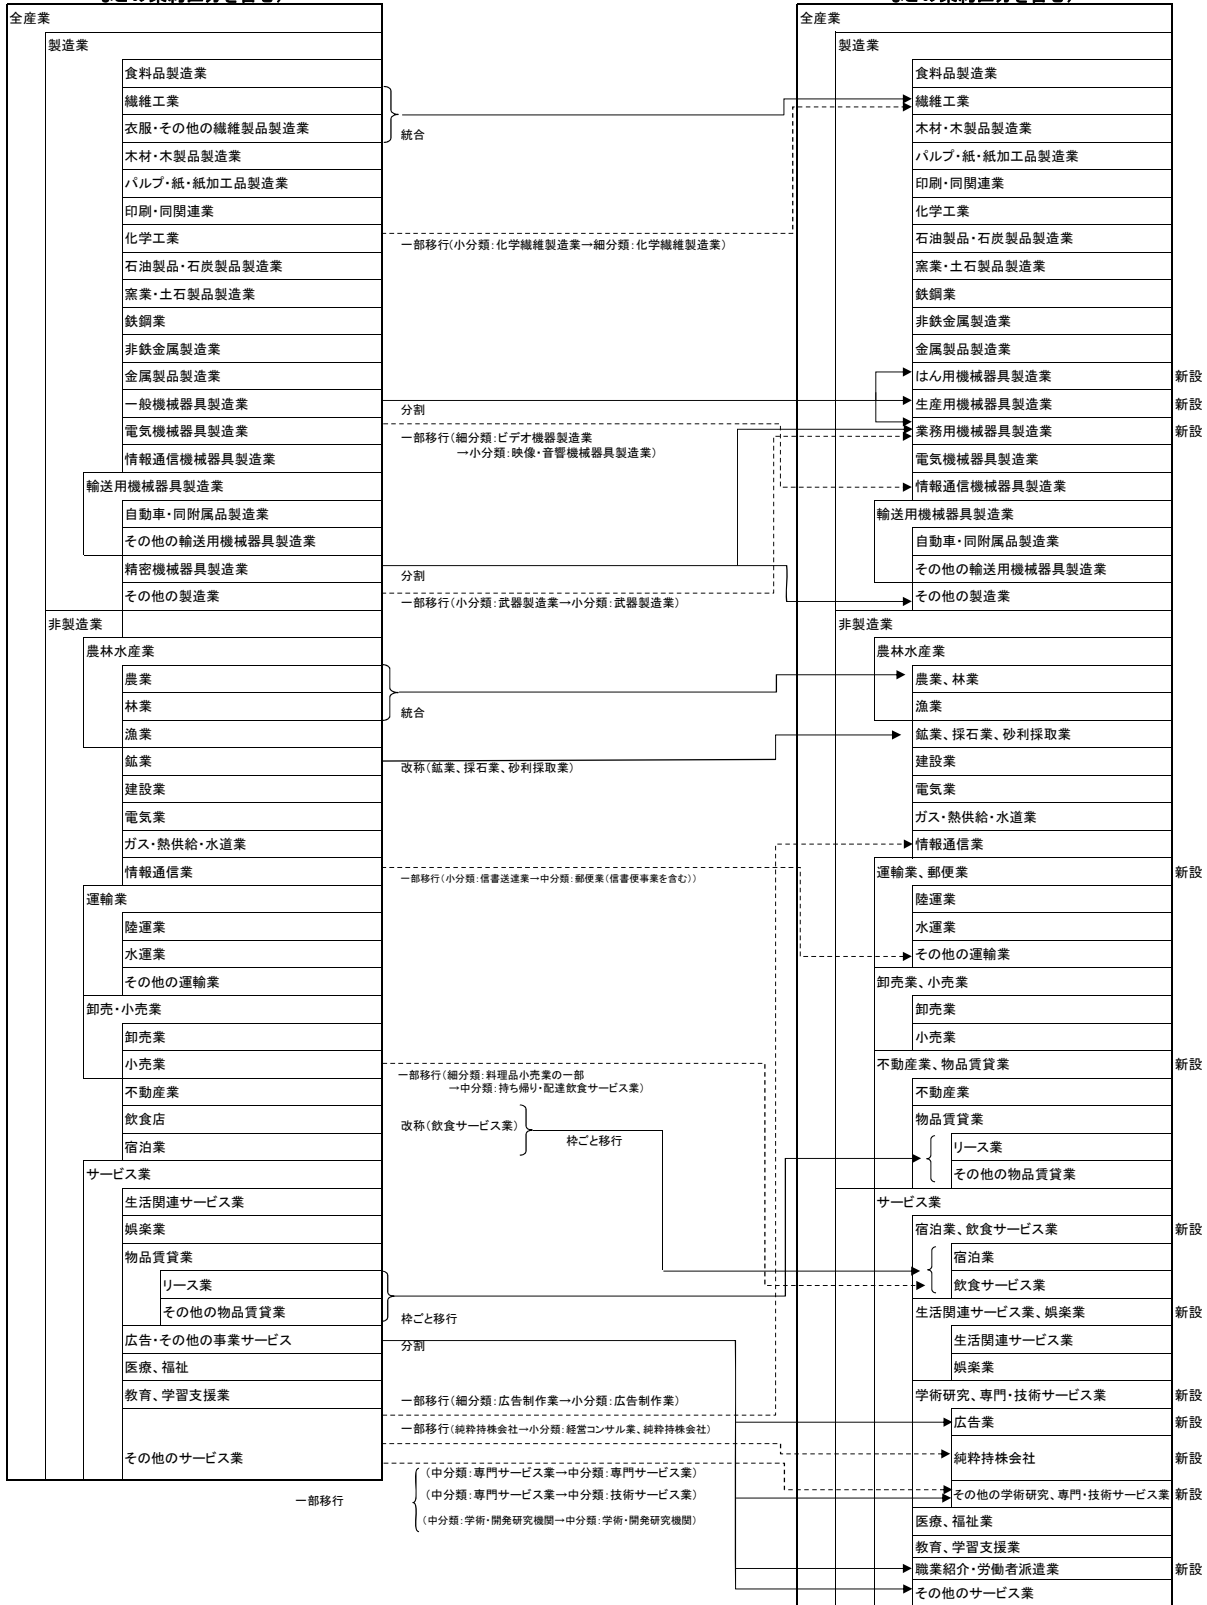 全産業
製造業
食料品製造業
繊維工業
衣服・その他の繊維製品製造業
木材・木製品製造業
パルプ・紙・紙加工品製造業
印刷・同関連業
化学工業
石油製品・石炭製品製造業
窯業・土石製品製造業
鉄鋼業
非鉄金属製造業
金属製品製造業
一般機械器具製造業
電気機械器具製造業
情報通信機械器具製造業
輸送用機械器具製造業
自動車・同附属品製造業
その他の輸送用機械器具製造業
精密機械器具製造業
その他の製造業
非製造業
農林水産業
農業
林業
漁業
鉱業
建設業
電気業
ガス・熱供給・水道業
情報通信業
運輸業
陸運業
水運業
その他の運輸業
卸売・小売業
卸売業
小売業
不動産業
飲食店
宿泊業
サービス業
生活関連サービス業
娯楽業
物品賃貸業
リース業
その他の物品賃貸業
広告・その他の事業サービス
医療、福祉
教育、学習支援業
その他のサービス業
統合
一部移行(小分類:化学繊維製造業→細分類:化学繊維製造業)
分割
一部移行(細分類:ビデオ機器製造業
→小分類:映像・音響機械器具製造業)
分割
一部移行(小分類:武器製造業→小分類:武器製造業)
統合
改称(鉱業、採石業、砂利採取業)
一部移行(小分類:信書送達業→中分類:郵便業(信書便事業を含む))
一部移行(細分類:料理品小売業の一部
→中分類:持ち帰り・配達飲食サービス業)
改称(飲食サービス業)
枠ごと移行
枠ごと移行
分割
一部移行(細分類:広告制作業→小分類:広告制作業)
一部移行(純粋持株会社→小分類:経営コンサル業、純粋持株会社)
一部移行
(中分類:専門サービス業→中分類:専門サービス業)
(中分類:専門サービス業→中分類:技術サービス業)
(中分類:学術・開発研究機関→中分類:学術・開発研究機関)
全産業
製造業
食料品製造業
繊維工業
木材・木製品製造業
パルプ・紙・紙加工品製造業
印刷・同関連業
化学工業
石油製品・石炭製品製造業
窯業・土石製品製造業
鉄鋼業
非鉄金属製造業
金属製品製造業
はん用機械器具製造業 新設
生産用機械器具製造業 新設
業務用機械器具製造業 新設
電気機械器具製造業
情報通信機械器具製造業
輸送用機械器具製造業
自動車・同附属品製造業
その他の輸送用機械器具製造業
その他の製造業
非製造業
農林水産業
農業、林業
漁業
鉱業、採石業、砂利採取業
建設業
電気業
ガス・熱供給・水道業
情報通信業
運輸業、郵便業 新設
陸運業
水運業
その他の運輸業
卸売業、小売業
卸売業
小売業
不動産業、物品賃貸業 新設
不動産業
物品賃貸業
リース業
その他の物品賃貸業
サービス業
宿泊業、飲食サービス業 新設
宿泊業
飲食サービス業
生活関連サービス業、娯楽業 新設
生活関連サービス業
娯楽業
学術研究、専門・技術サービス業 新設
広告業 新設
純粋持株会社 新設
その他の学術研究、専門・技術サービス業 新設
医療、福祉業
教育、学習支援業
職業紹介・労働者派遣業 新設
その他のサービス業